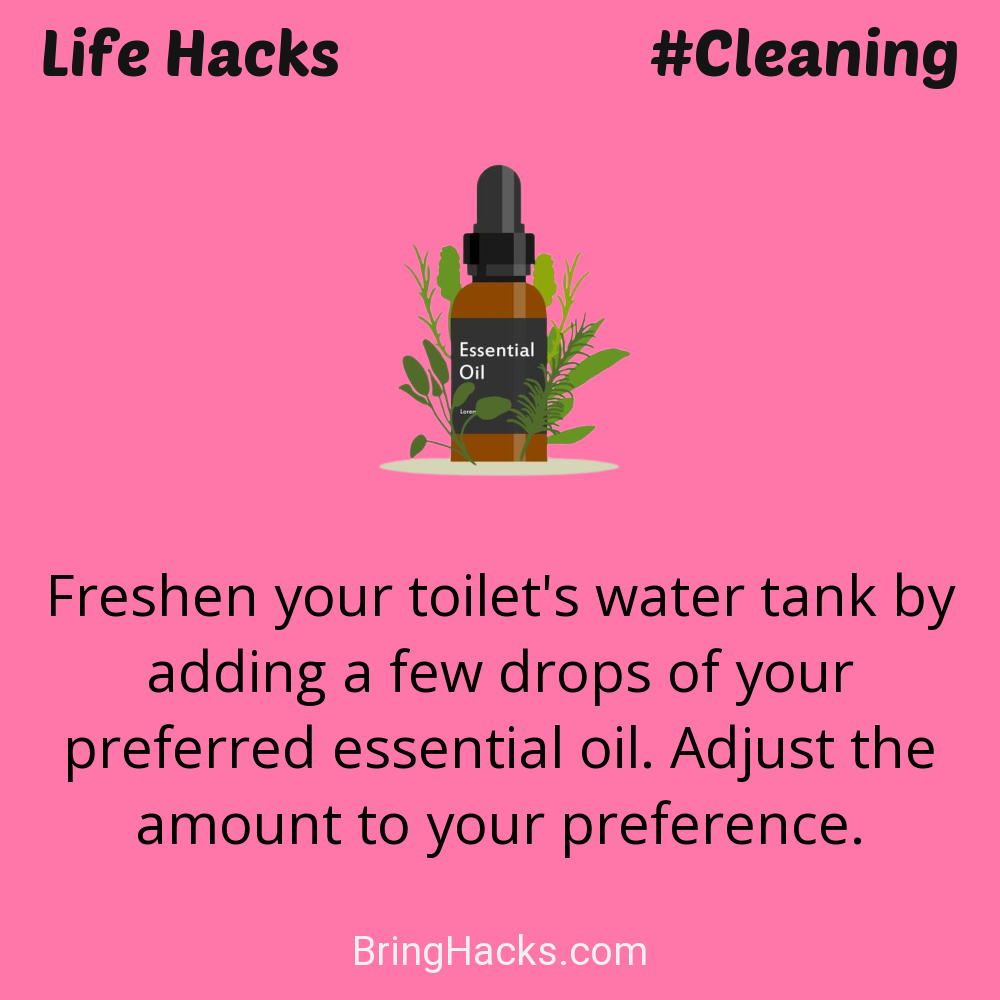 Life Hacks #Cleaning
Essential
Oil
Lorem
Freshen your toilet's water tank by
adding a few drops of your
preferred essential oil. Adjust the
amount to your preference.
BringHacks.com